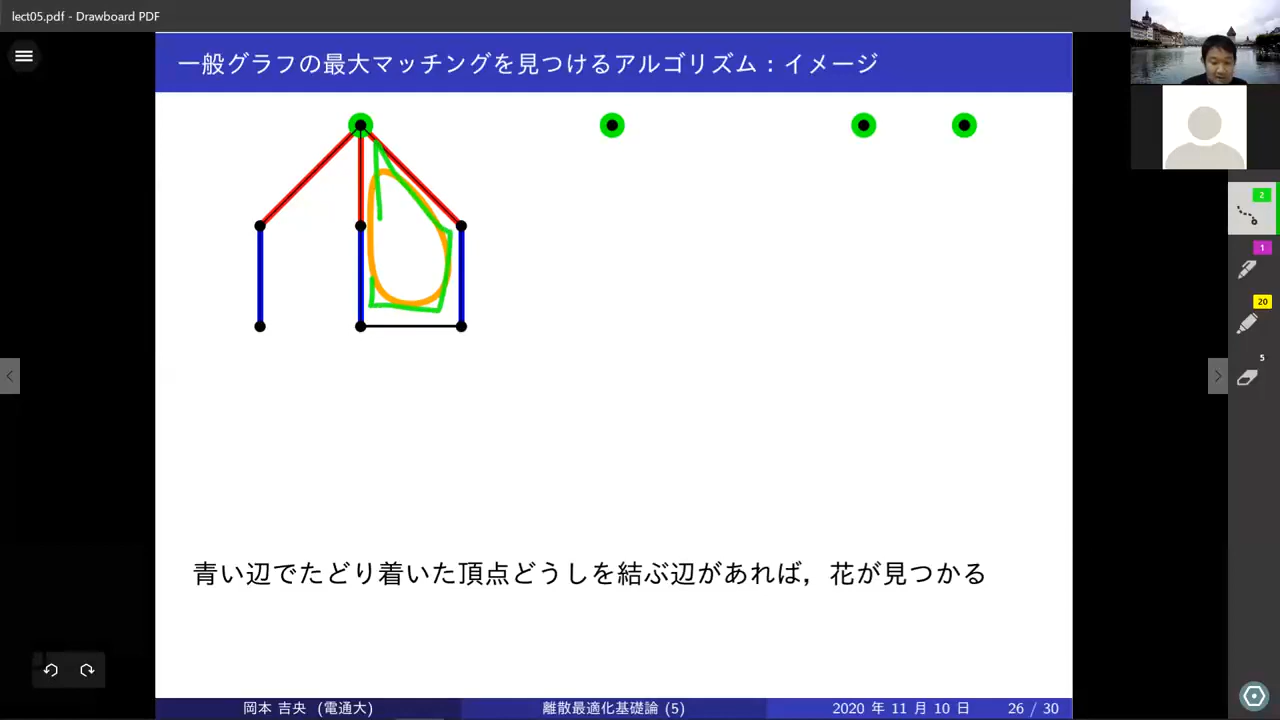 lect05.pdf - Drawboard PDF
一般グラフの最大マッチングを見つけるアルゴリズム：イメージ
2
1
20
5
青い辺でたどり着いた頂点どうしを結ぶ辺があれば，花が見つかる
岡本 吉央 (電通大)
離散最適化基礎論 (5)
2020 年 11 月 10 日
26 / 30